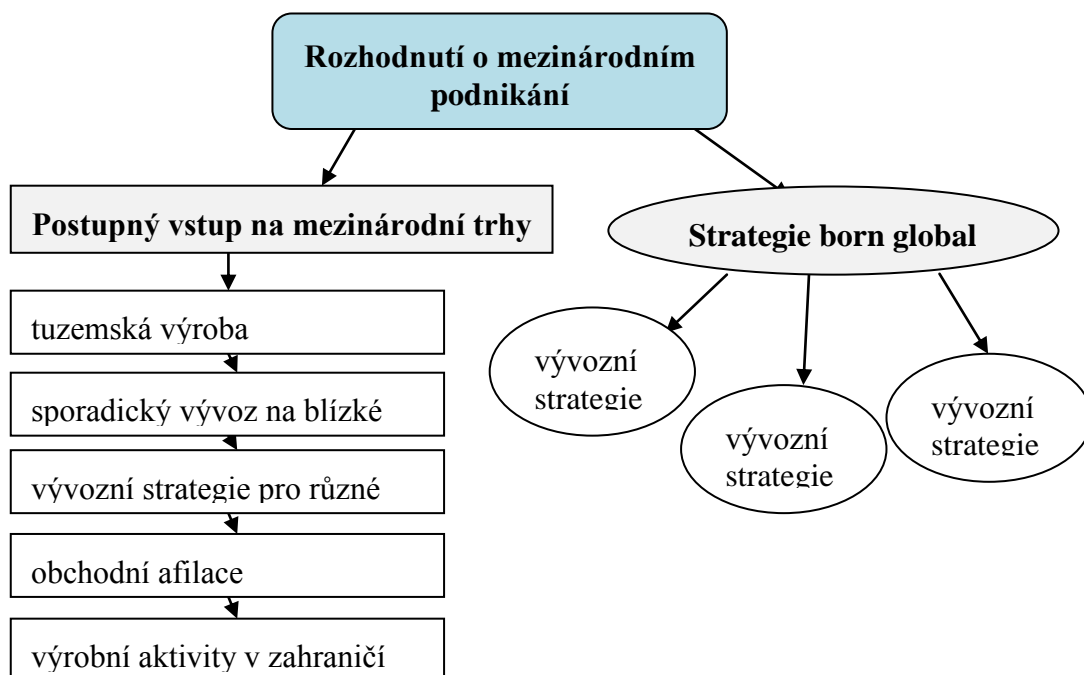 Rozhodnutí o mezinárodním
podnikání
Postupný vstup na mezinárodní trhy
tuzemská výroba
sporadický vývoz na blízké
vývozní strategie pro různé
obchodní afilace
výrobní aktivity v zahraničí
Strategie born global
vývozní
strategie
vývozní
strategie
vývozní
strategie